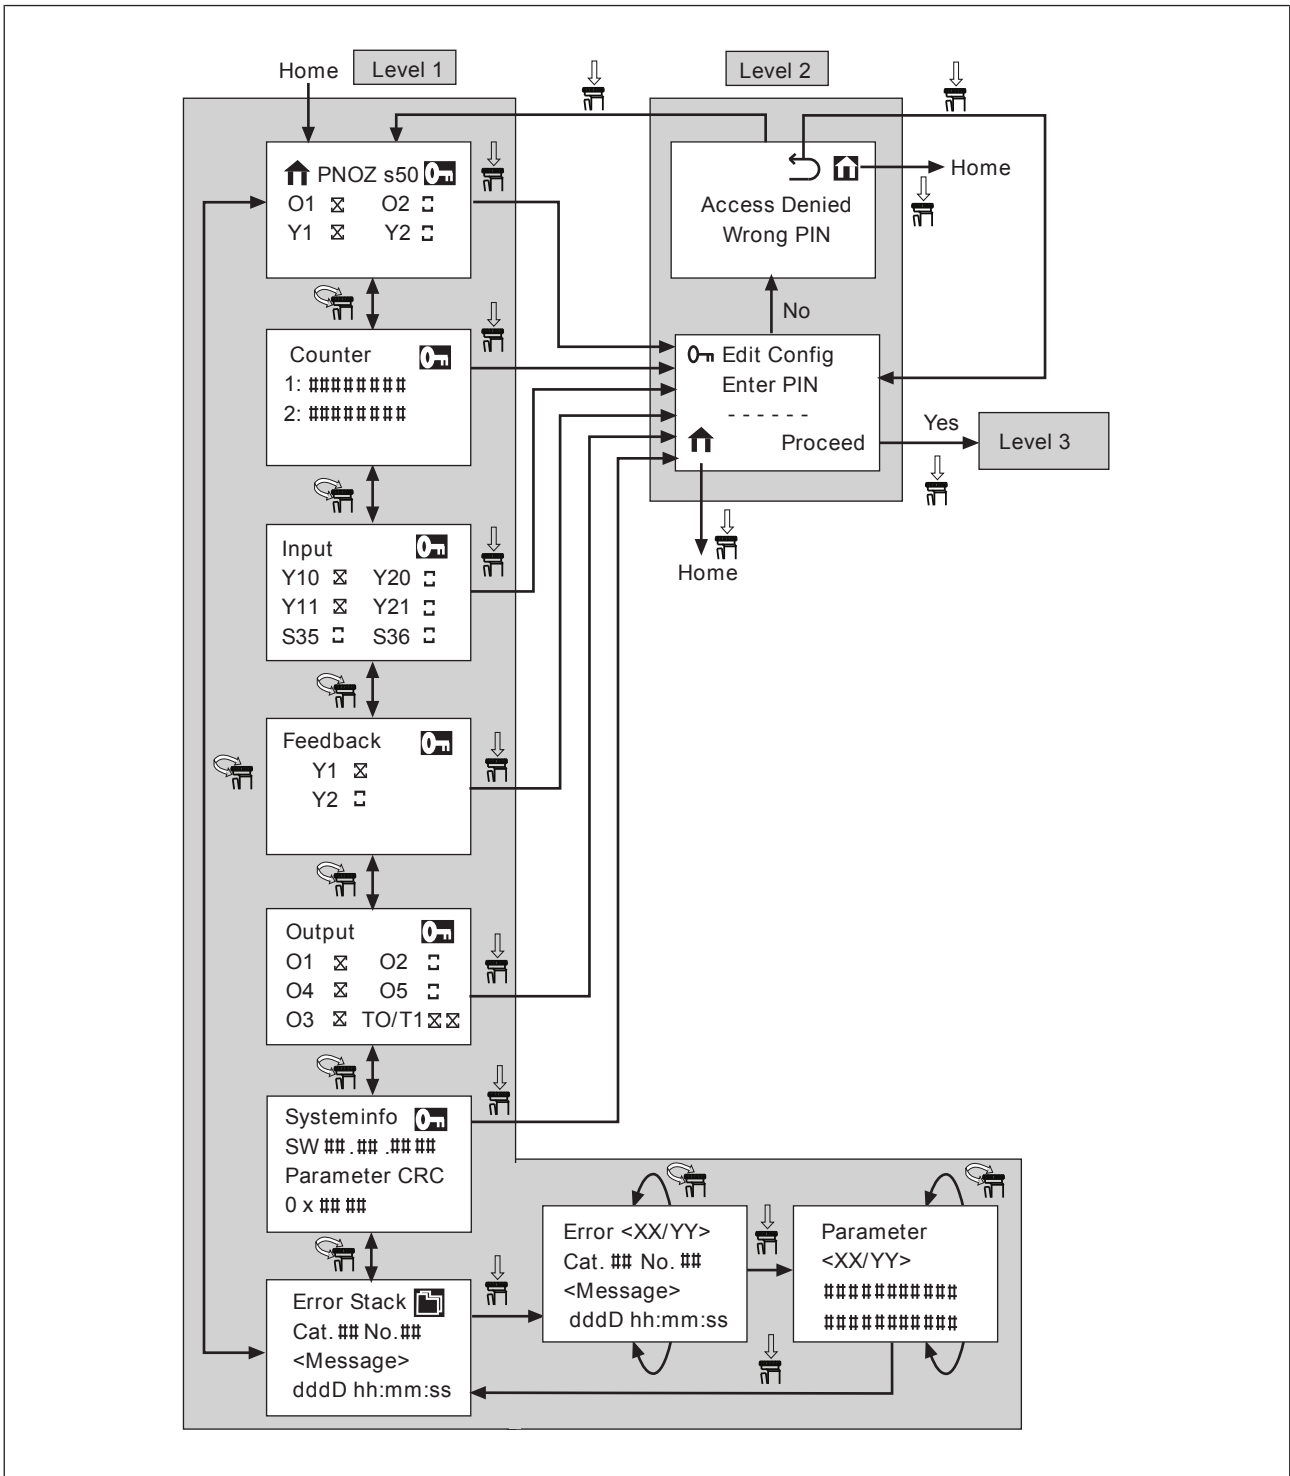 Home
Level 1
Level 2
PNOZ s50
O1 O2
Y1 Y2
Home
Access Denied
Wrong PIN
No
Counter
1: ########
2: ########
Edit Config
Enter PIN
- - - - - -
Proceed
Yes
Level 3
Home
Input
Y10 Y20
Y11 Y21
S35 S36
Feedback
Y1
Y2
Output
O1 O2
O4 O5
O3 TO/T1
Systeminfo
SW ## . ## . ## ##
Parameter CRC
0 x ## ##
Error Stack
Cat. ## No. ##
<Message>
dddD hh:mm:ss
Error <XX/YY>
Cat. ## No. ##
<Message>
dddD hh:mm:ss
Parameter
<XX/YY>
###########
###########